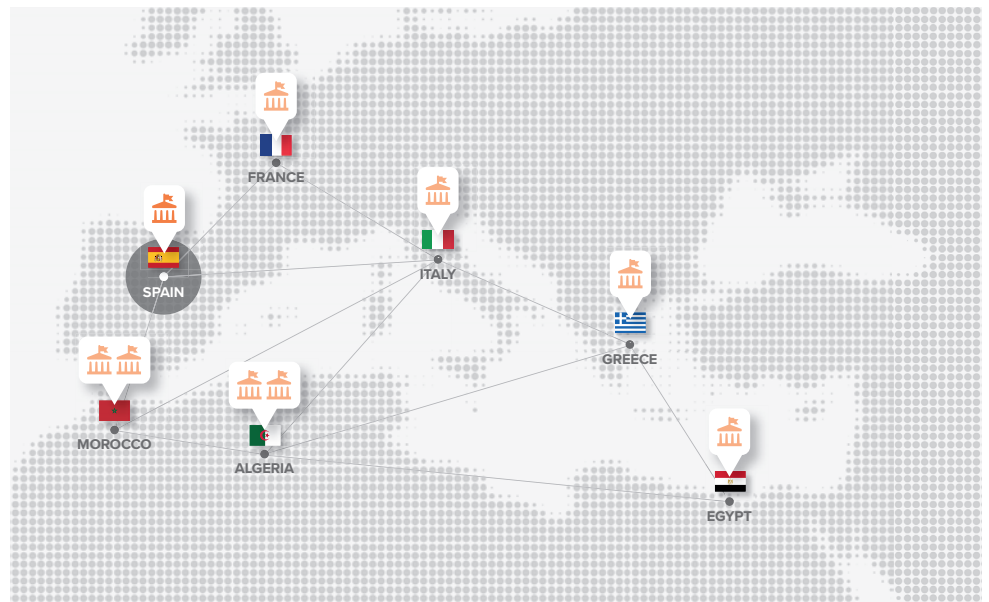 FRANCE
ITALY
SPAIN
GREECE
MOROCCO
ALGERIA
EGYPT